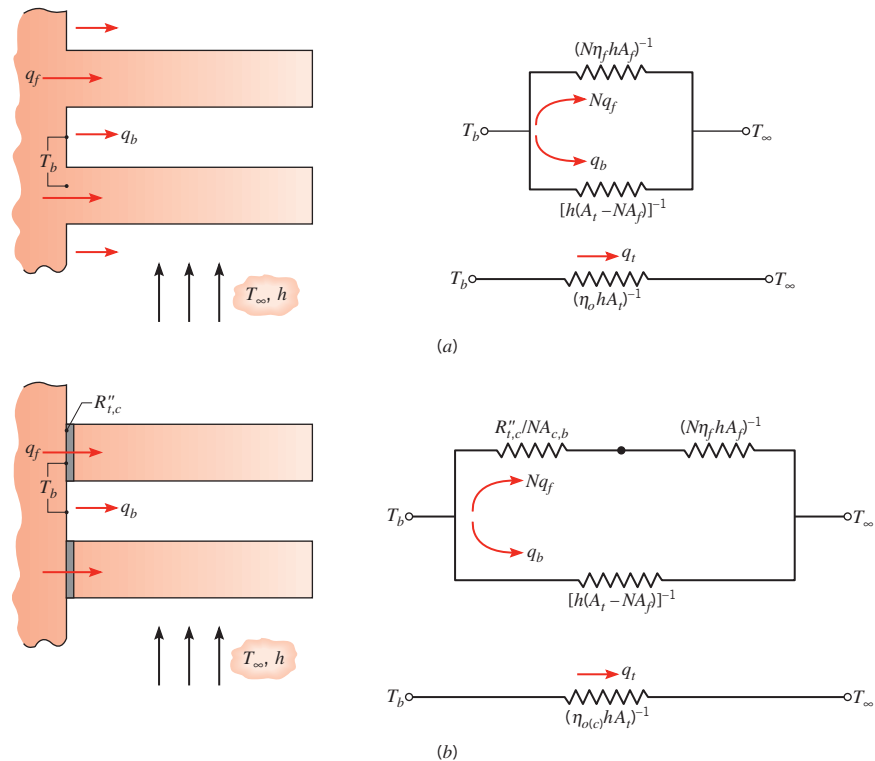 q_f
q_b
T_b
T_∞, h
(Nη_f hA_f)^−1
Nq_f
T_b
T_∞
q_b
[h(A_t − NA_f)]^−1
q_t
T_b
T_∞
(η_o hA_t)^−1
(a)
R″_t,c
q_f
T_b
q_b
T_∞, h
R″_t,c/NA_c,b
(Nη_f hA_f)^−1
Nq_f
T_b
T_∞
q_b
[h(A_t − NA_f)]^−1
q_t
T_b
T_∞
(η_o(c) hA_t)^−1
(b)